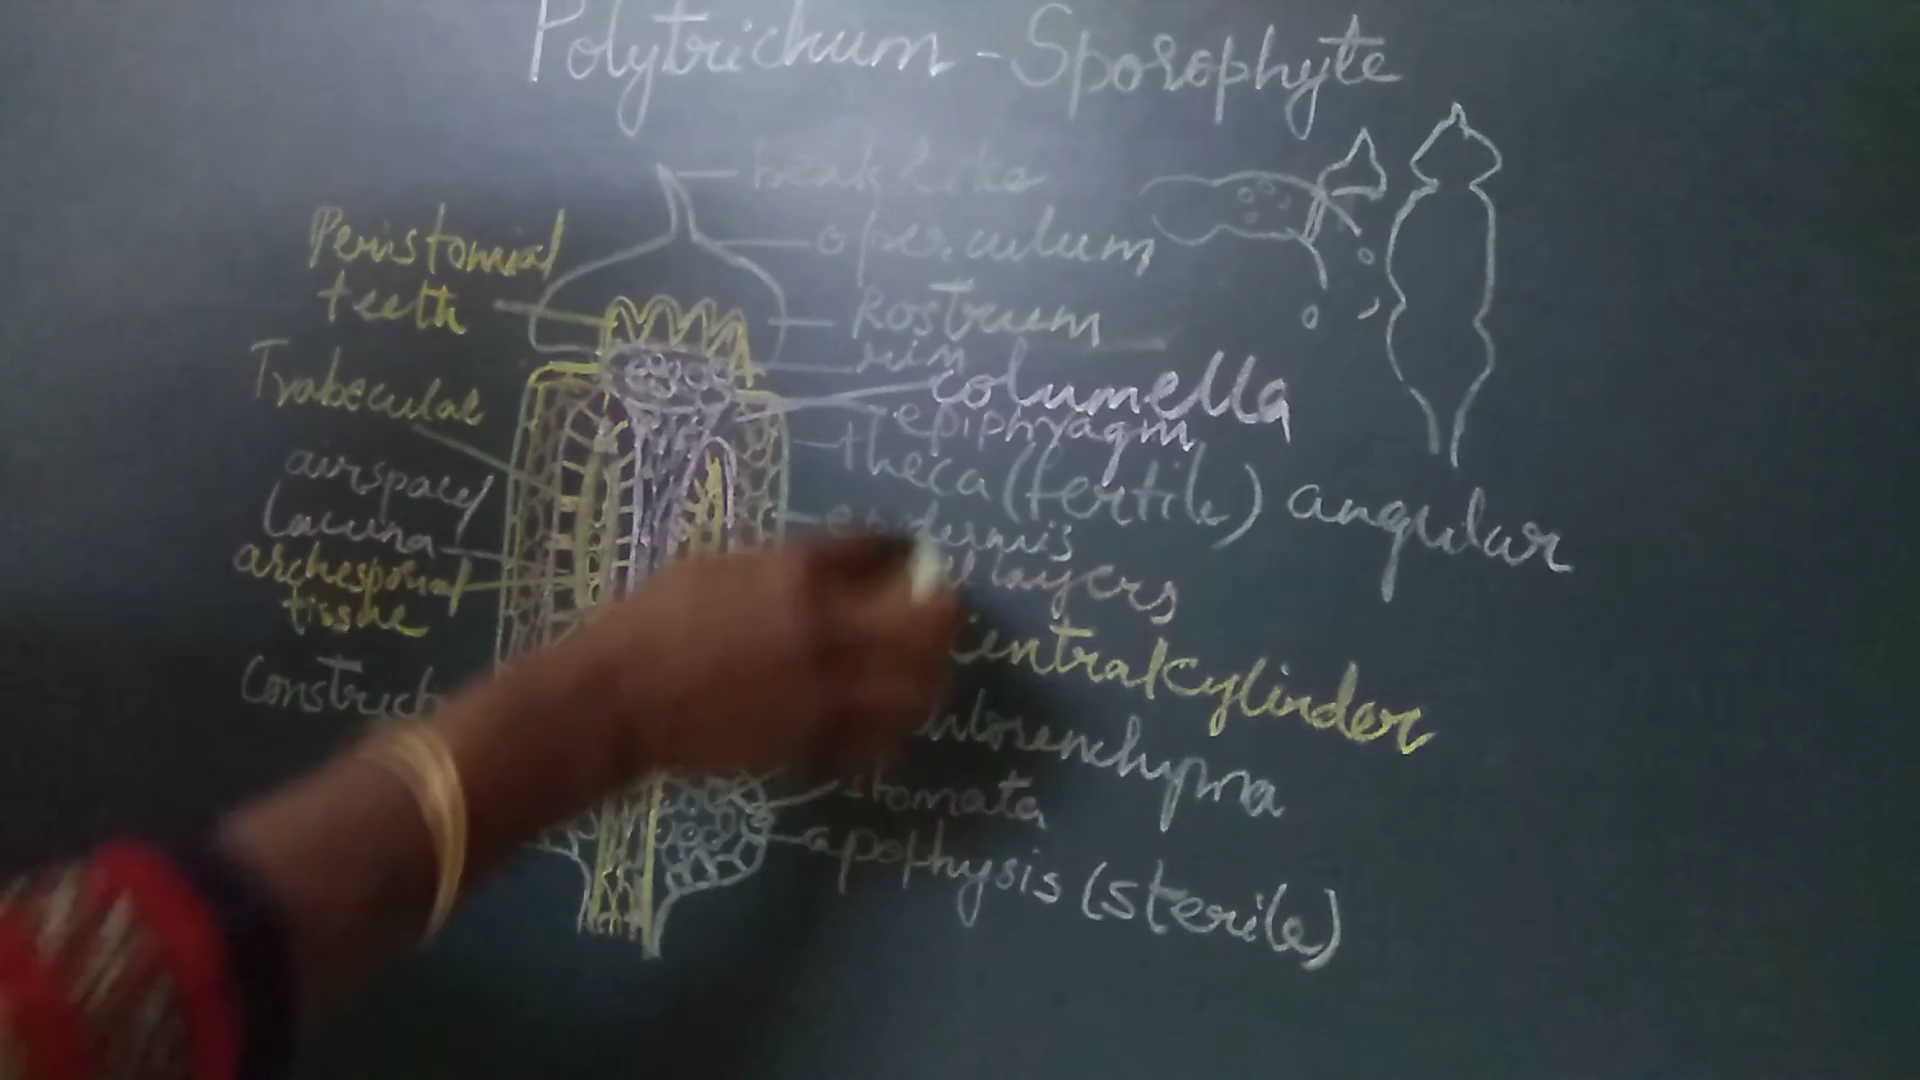 Polytrichum - Sporophyte
beak like
operculum
Peristomial
teeth
Rostrum
rim
columella
Trabeculae
epiphragm
theca (fertile) angular
airspace/
Lacuna
epidermis
layers
archesporial
tissue
Central cylinder
Constrict
chlorenchyma
stomata
apophysis (sterile)